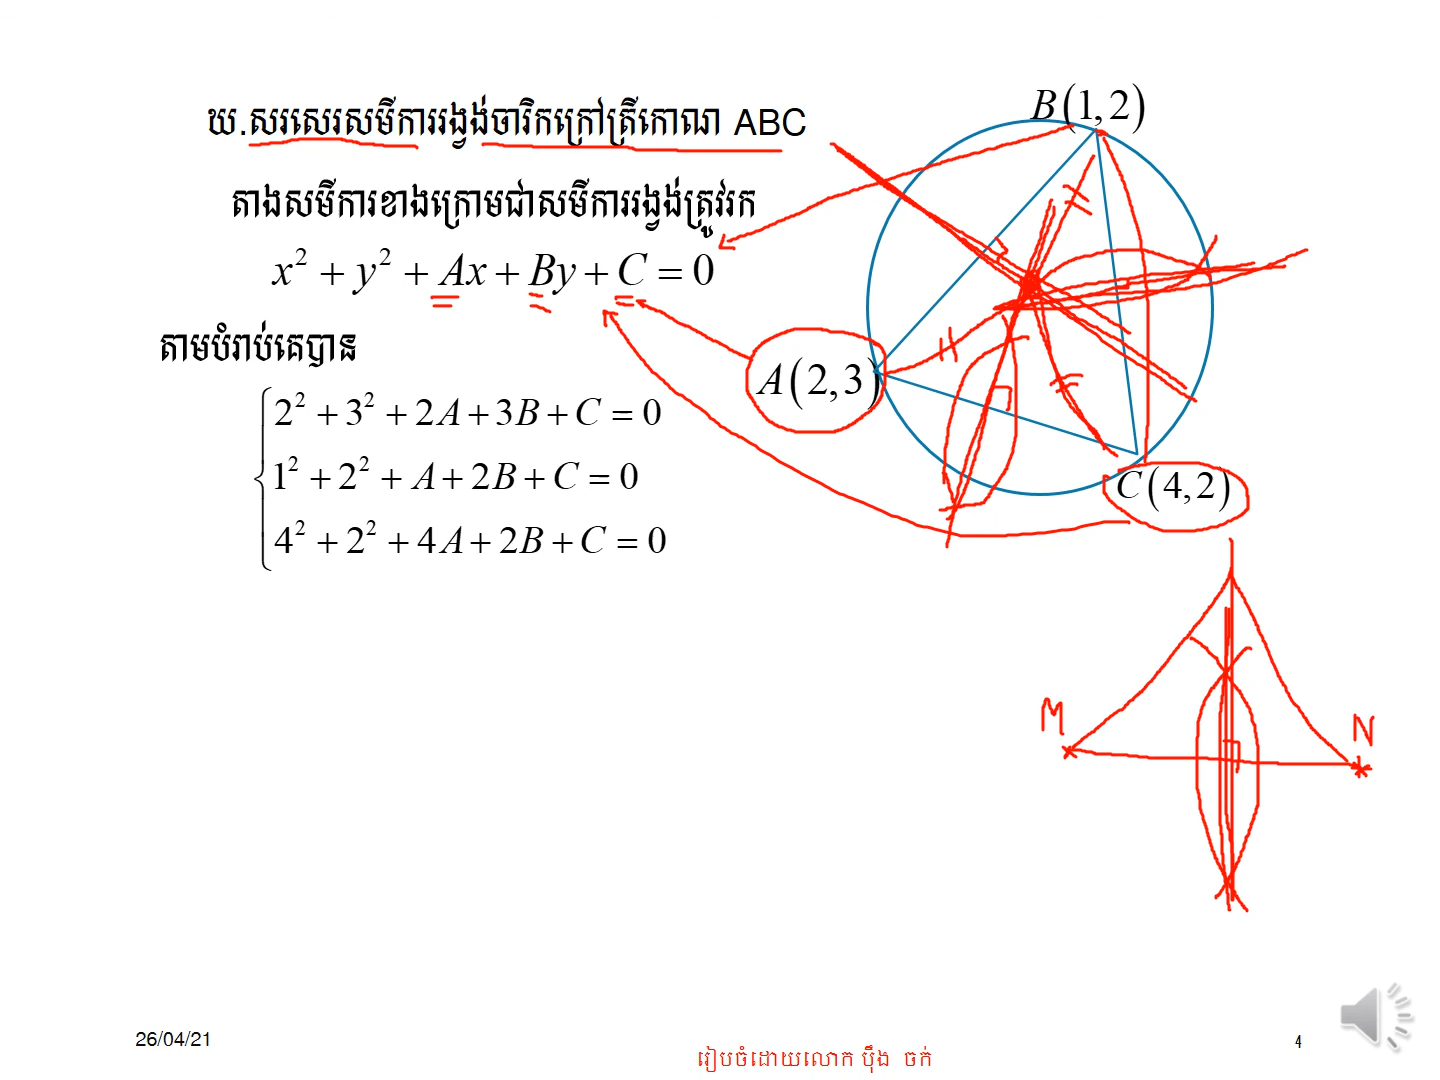 ឃ.សរសេរសមីការរង្វង់ចារឹកក្រៅត្រីកោណ ABC
តាងសមីការខាងក្រោមជាសមីការរង្វង់ត្រូវរក
x² + y² + Ax + By + C = 0
តាមបំរាប់គេបាន
2² + 3² + 2A + 3B + C = 0
1² + 2² + A + 2B + C = 0
4² + 2² + 4A + 2B + C = 0
B(1,2)
A(2,3)
C(4,2)
M
N
26/04/21
រៀបចំដោយលោក ប៉ឹង ចក់
4